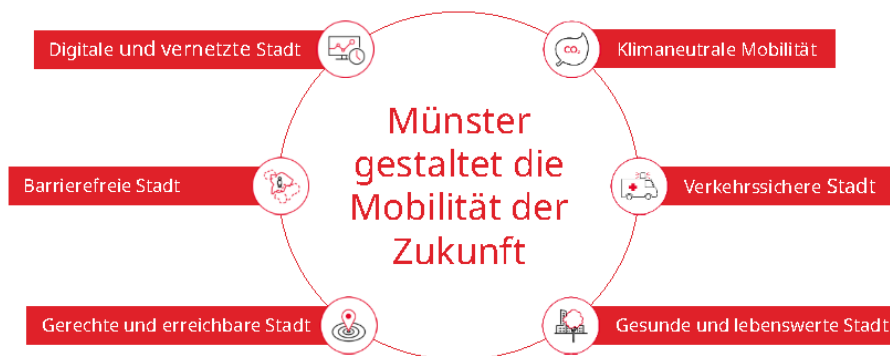 Digitale und vernetzte Stadt
CO₂
Klimaneutrale Mobilität
Münster
gestaltet die
Mobilität der
Zukunft
Barrierefreie Stadt
Verkehrssichere Stadt
Gerechte und erreichbare Stadt
Gesunde und lebenswerte Stadt